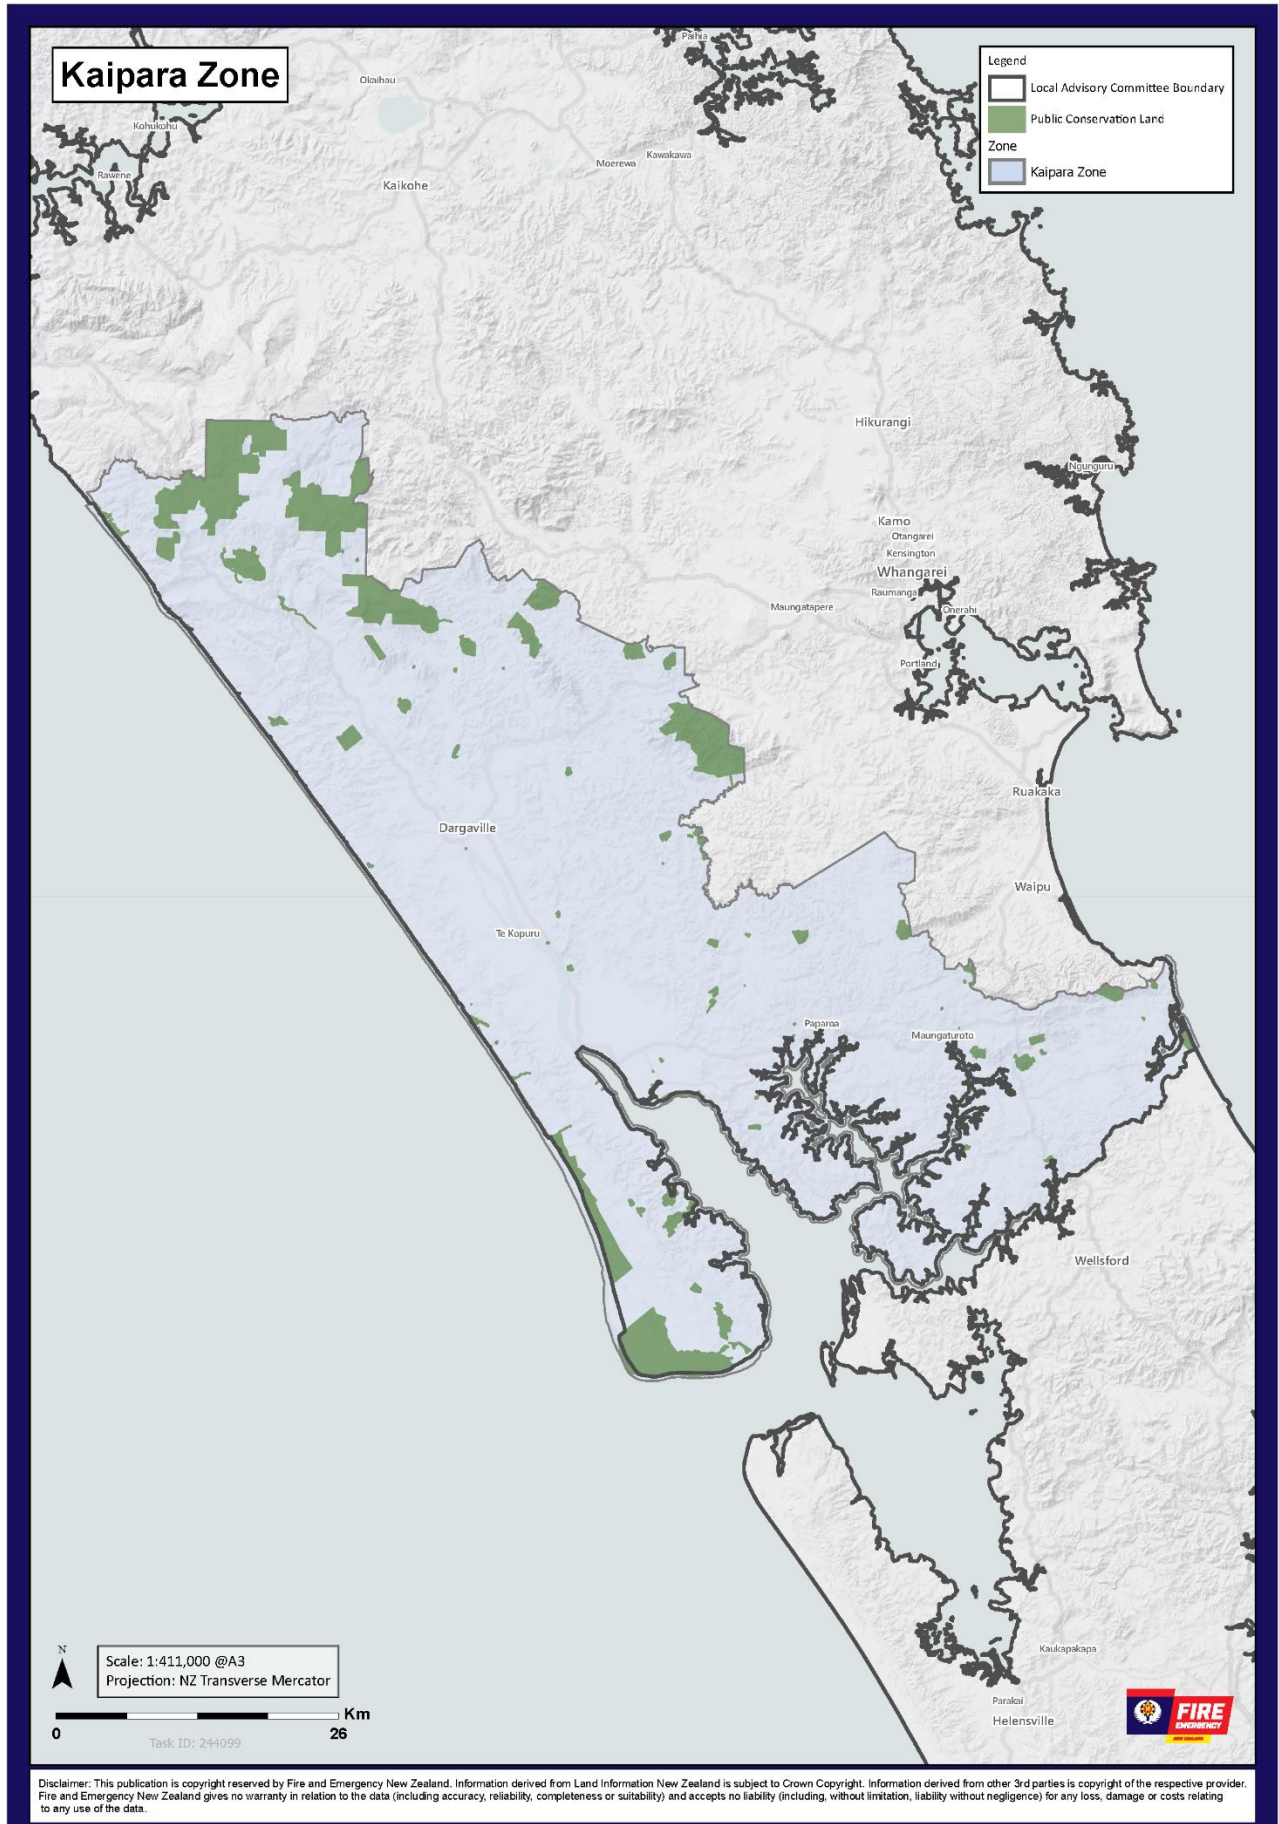 Kaipara Zone
Legend
Local Advisory Committee Boundary
Public Conservation Land
Zone
Kaipara Zone
Paihia
Okaihau
Kohukohu
Rawene
Moerewa
Kawakawa
Kaikohe
Hikurangi
Ngunguru
Kamo
Otangarei
Kensington
Whangarei
Raumanga
Onerahi
Maungatapere
Portland
Ruakaka
Dargaville
Waipu
Te Kopuru
Paparoa
Maungaturoto
Wellsford
Kaukapakapa
Parakai
Helensville
N
Scale: 1:411,000 @A3
Projection: NZ Transverse Mercator
Km
0 26
Task ID: 244099
FIRE
EMERGENCY
NEW ZEALAND
Disclaimer: This publication is copyright reserved by Fire and Emergency New Zealand. Information derived from Land Information New Zealand is subject to Crown Copyright. Information derived from other 3rd parties is copyright of the respective provider.
Fire and Emergency New Zealand gives no warranty in relation to the data (including accuracy, reliability, completeness or suitability) and accepts no liability (including, without limitation, liability without negligence) for any loss, damage or costs relating
to any use of the data.